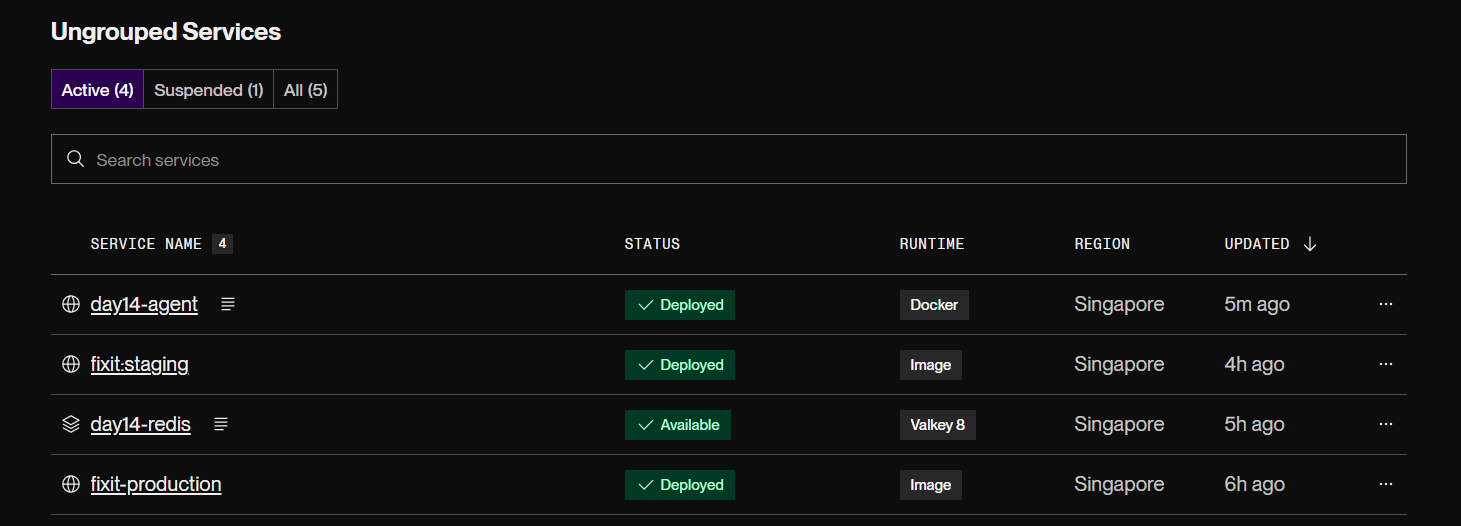 Ungrouped Services
Active (4) Suspended (1) All (5)
Search services
SERVICE NAME 4 STATUS RUNTIME REGION UPDATED
day14-agent Deployed Docker Singapore 5m ago
fixit:staging Deployed Image Singapore 4h ago
day14-redis Available Valkey 8 Singapore 5h ago
fixit-production Deployed Image Singapore 6h ago